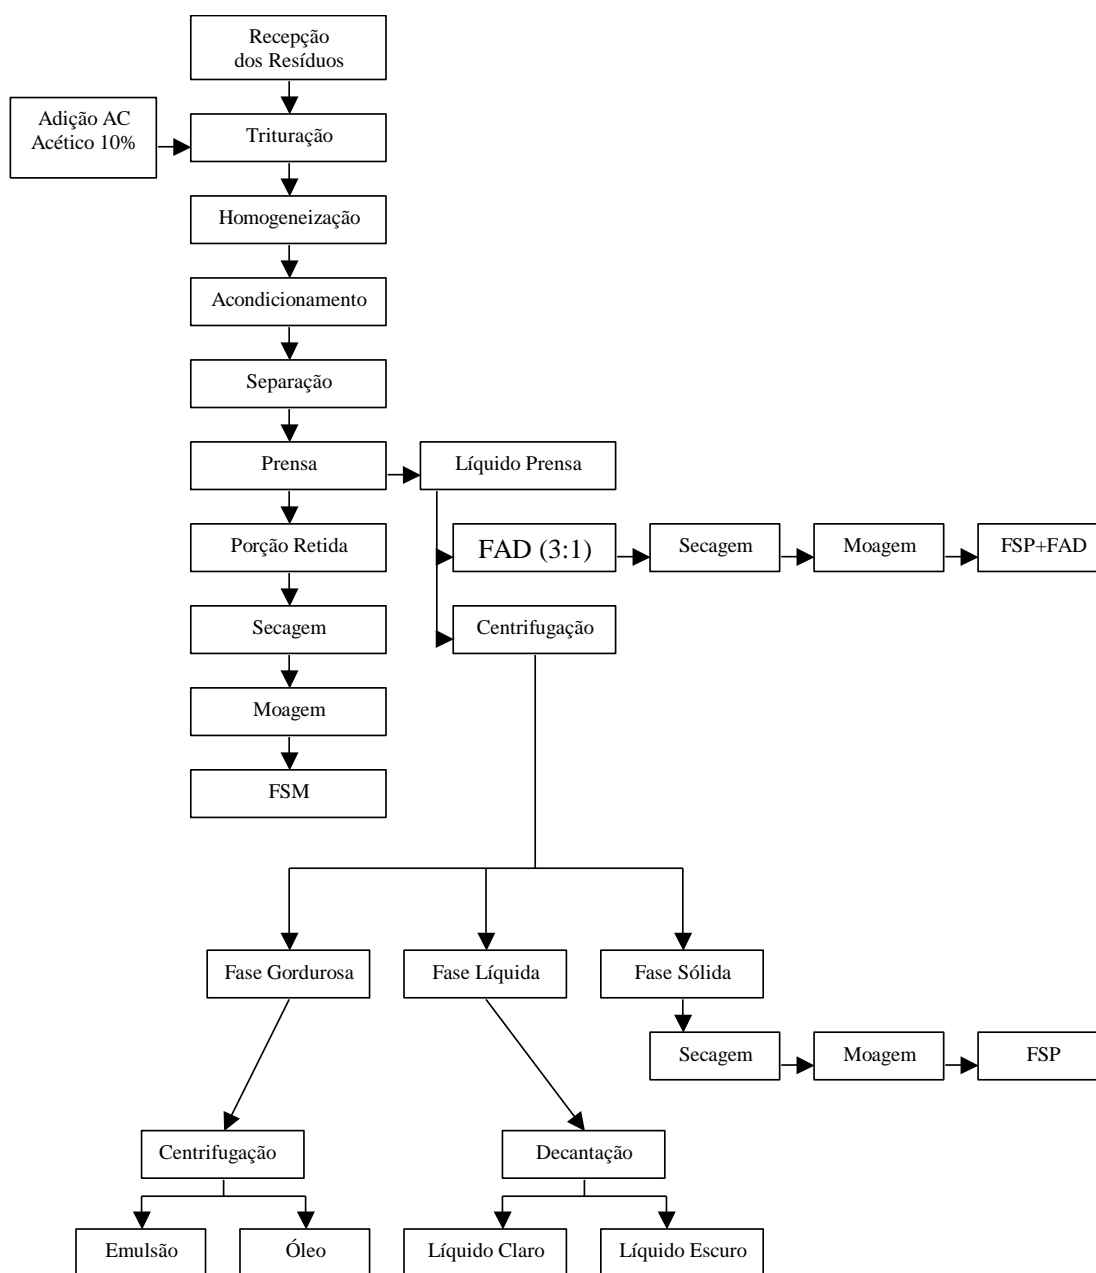 Recepção
dos Resíduos
Adição AC
Acético 10%
Trituração
Homogeneização
Acondicionamento
Separação
Prensa
Líquido Prensa
Porção Retida
FAD (3:1)
Secagem
Moagem
FSP+FAD
Secagem
Centrifugação
Moagem
FSM
Fase Gordurosa
Fase Líquida
Fase Sólida
Secagem
Moagem
FSP
Centrifugação
Decantação
Emulsão
Óleo
Líquido Claro
Líquido Escuro